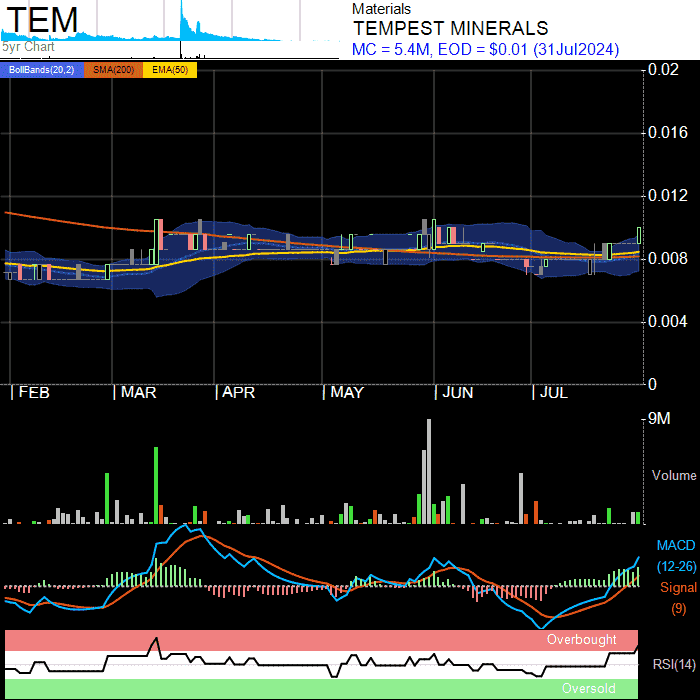 TEM
5yr Chart
Materials
TEMPEST MINERALS
MC = 5.4M, EOD = $0.01 (31Jul2024)
BollBands(20,2) SMA(200) EMA(50)
0.02
0.016
0.012
0.008
0.004
0
FEB MAR APR MAY JUN JUL
9M
Volume
MACD
(12-26)
Signal
(9)
Overbought
RSI(14)
Oversold